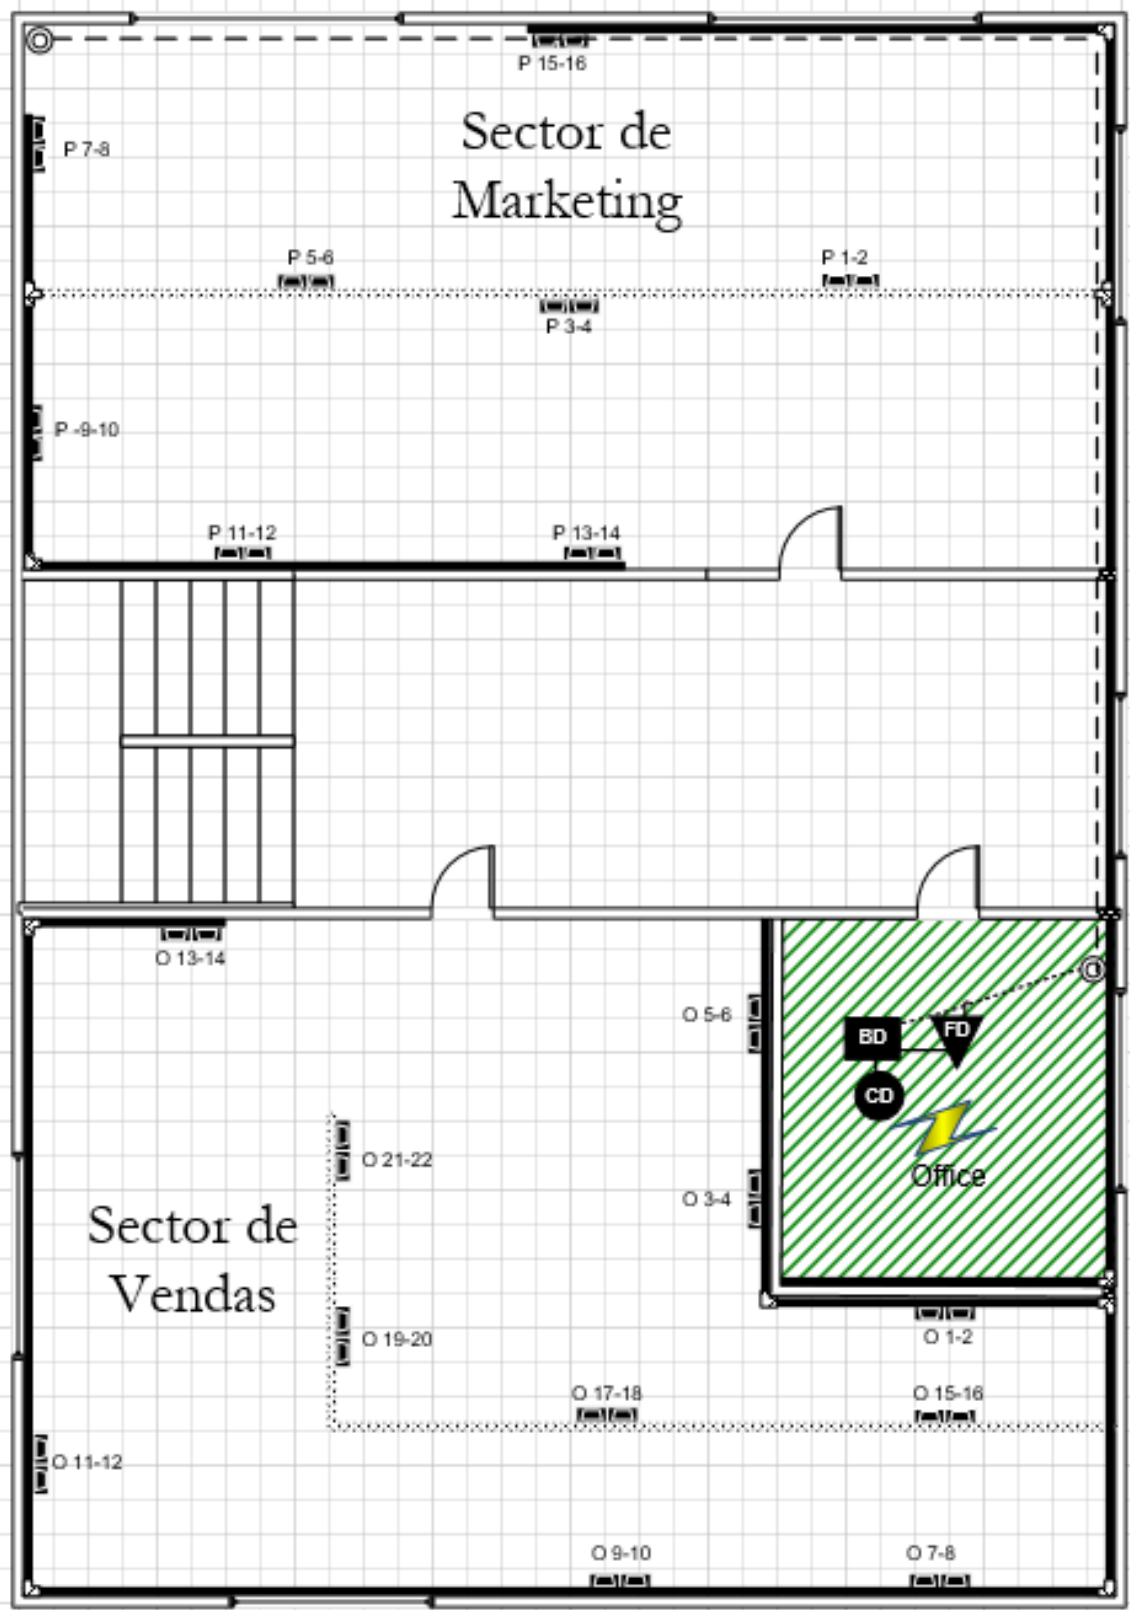 P 15-16
Sector de
Marketing
P 7-8
P 5-6
P 1-2
P 3-4
P -9-10
P 11-12
P 13-14
O 13-14
O 5-6
BD
FD
CD
Office
O 21-22
O 3-4
Sector de
Vendas
O 19-20
O 1-2
O 17-18
O 15-16
O 11-12
O 9-10
O 7-8